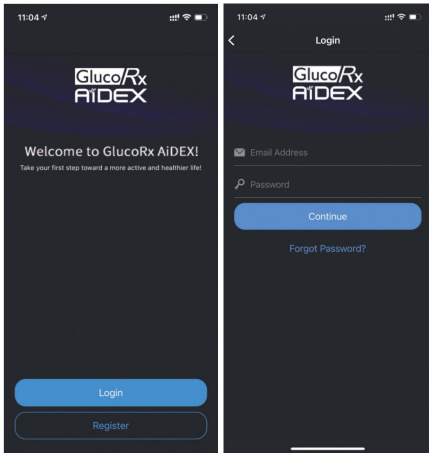 11:04
GlucoRx
AiDEX
Welcome to GlucoRx AiDEX!
Take your first step toward a more active and healthier life!
Login
Register
11:04
Login
GlucoRx
AiDEX
Email Address
Password
Continue
Forgot Password?